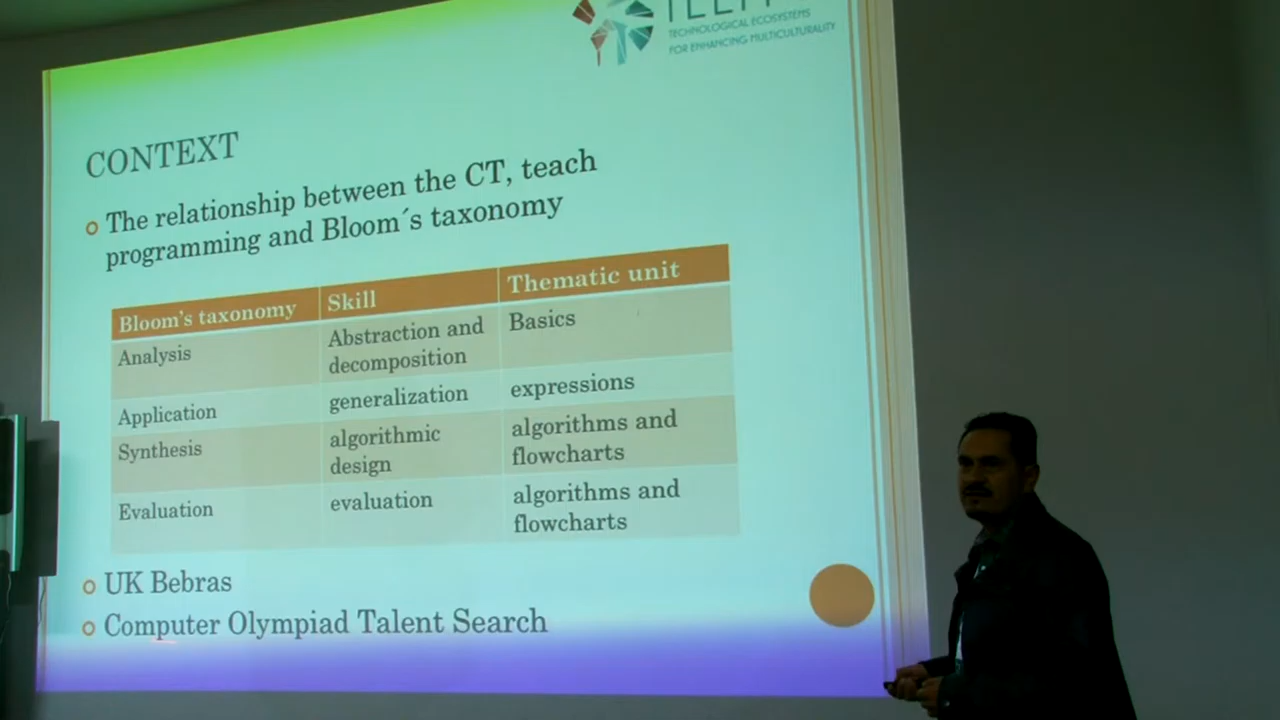 TECHNOLOGICAL ECOSYSTEMS
FOR ENHANCING MULTICULTURALITY
CONTEXT
The relationship between the CT, teach
programming and Bloom´s taxonomy
Bloom's taxonomy Skill Thematic unit
Analysis Abstraction and decomposition Basics
Application generalization expressions
Synthesis algorithmic design algorithms and flowcharts
Evaluation evaluation algorithms and flowcharts
UK Bebras
Computer Olympiad Talent Search